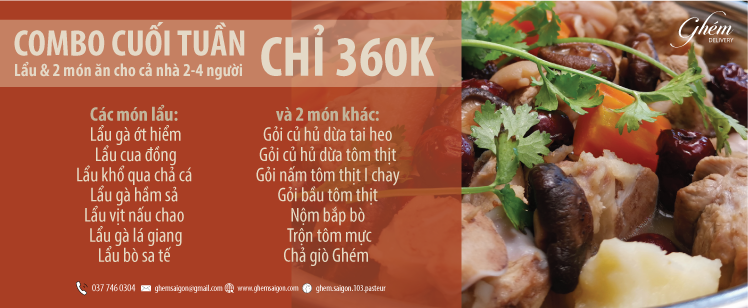 COMBO CUỐI TUẦN
Lẩu & 2 món ăn cho cả nhà 2-4 người
CHỈ 360K
Ghém
DELIVERY
Các món lẩu:
Lẩu gà ớt hiểm
Lẩu cua đồng
Lẩu khổ qua chả cá
Lẩu gà hầm sả
Lẩu vịt nấu chao
Lẩu gà lá giang
Lẩu bò sa tế
và 2 món khác:
Gỏi củ hủ dừa tai heo
Gỏi củ hủ dừa tôm thịt
Gỏi nấm tôm thịt I chay
Gỏi bầu tôm thịt
Nộm bắp bò
Trộn tôm mực
Chả giò Ghém
037 746 0304 ghemsaigon@gmail.com www.ghemsaigon.com ghem.saigon.103.pasteur